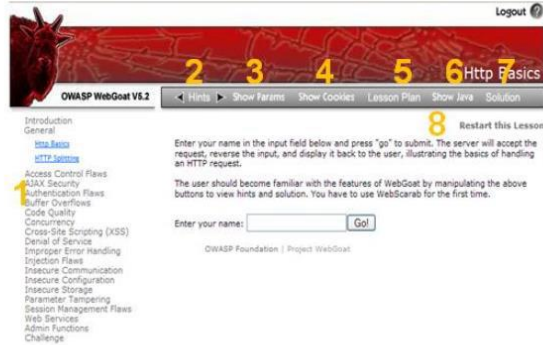 Logout ?
Http Basics
OWASP WebGoat V5.2
2 3 4 5 6 7
Hints Show Params Show Cookies Lesson Plan Show Java Solution
8
Restart this Lesson
Introduction
General
Http Basics
HTTP Splitting
Access Control Flaws
AJAX Security
Authentication Flaws
1
Buffer Overflows
Code Quality
Concurrency
Cross-Site Scripting (XSS)
Denial of Service
Improper Error Handling
Injection Flaws
Insecure Communication
Insecure Configuration
Insecure Storage
Parameter Tampering
Session Management Flaws
Web Services
Admin Functions
Challenge
Enter your name in the input field below and press "go" to submit. The server will accept the
request, reverse the input, and display it back to the user, illustrating the basics of handling
an HTTP request.
The user should become familiar with the features of WebGoat by manipulating the above
buttons to view hints and solution. You have to use WebScarab for the first time.
Enter your name: Go!
OWASP Foundation | Project WebGoat